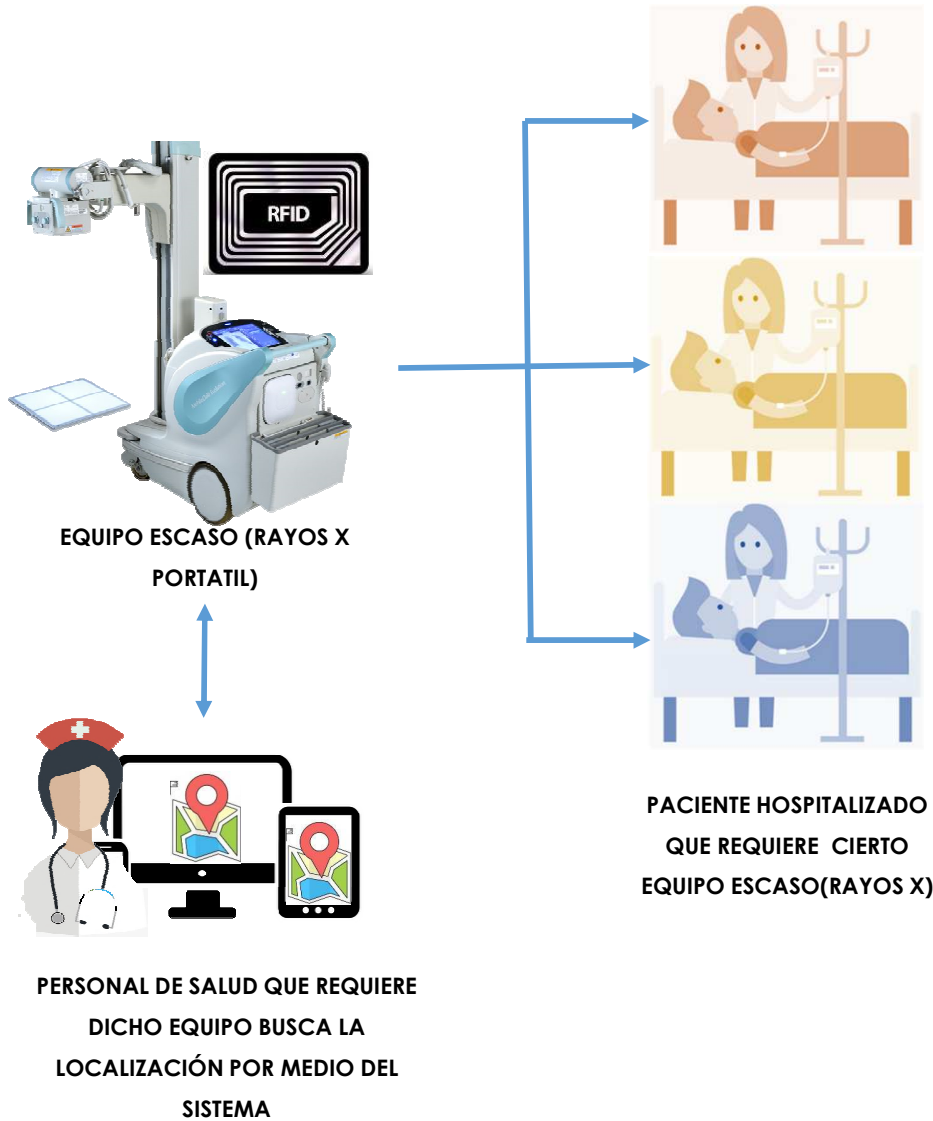 RFID
EQUIPO ESCASO (RAYOS X
PORTATIL)
PACIENTE HOSPITALIZADO
QUE REQUIERE CIERTO
EQUIPO ESCASO(RAYOS X)
PERSONAL DE SALUD QUE REQUIERE
DICHO EQUIPO BUSCA LA
LOCALIZACIÓN POR MEDIO DEL
SISTEMA